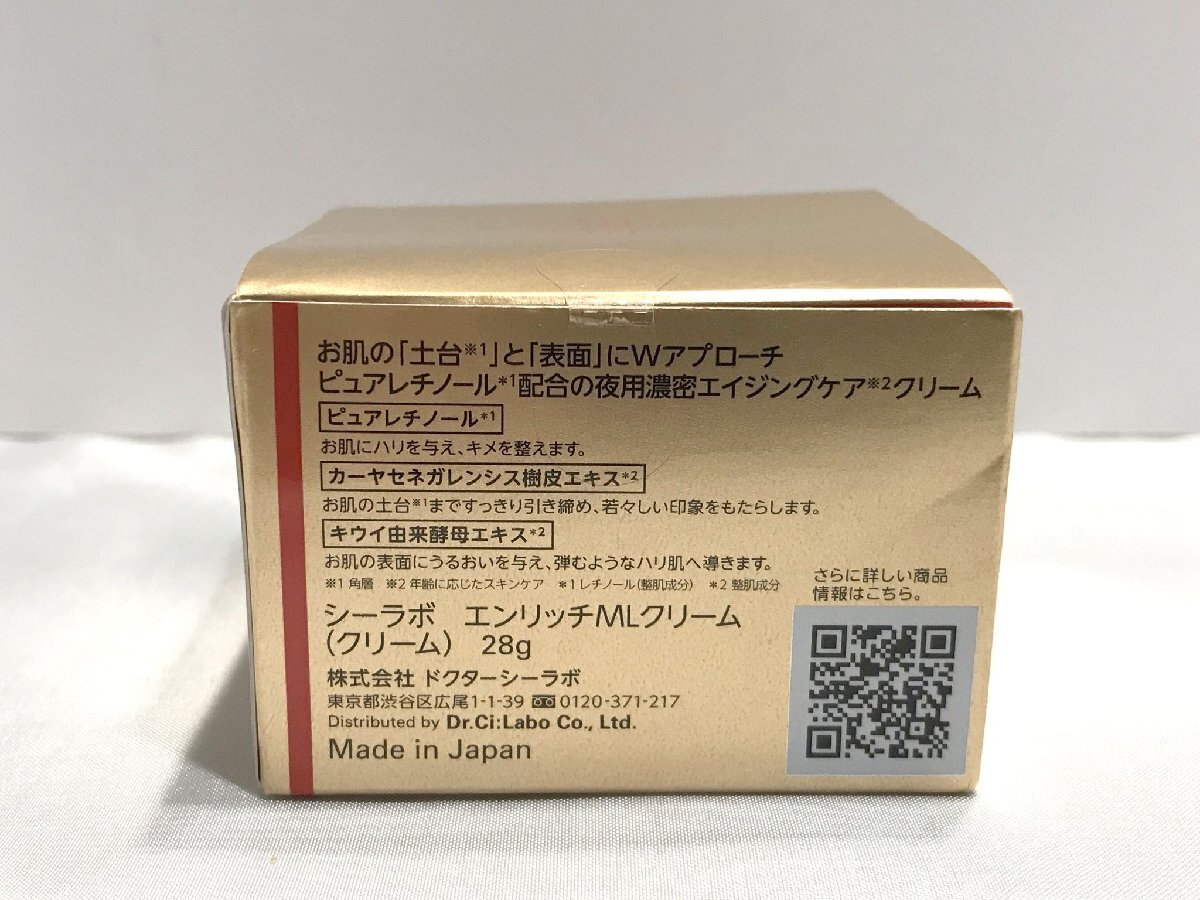 お肌の「土台※1」と「表面」にWアプローチ
ピュアレチノール*1配合の夜用濃密エイジングケア※2クリーム
ピュアレチノール*1
お肌にハリを与え、キメを整えます。
カーヤセネガレンシス樹皮エキス*2
お肌の土台※1まですっきり引き締め、若々しい印象をもたらします。
キウイ由来酵母エキス*2
お肌の表面にうるおいを与え、弾むようなハリ肌へ導きます。
※1 角層 ※2 年齢に応じたスキンケア *1 レチノール(整肌成分) *2 整肌成分
さらに詳しい商品
情報はこちら。
シーラボ エンリッチMLクリーム
(クリーム) 28g
株式会社 ドクターシーラボ
東京都渋谷区広尾1-1-39 0120-371-217
Distributed by Dr.Ci:Labo Co., Ltd.
Made in Japan